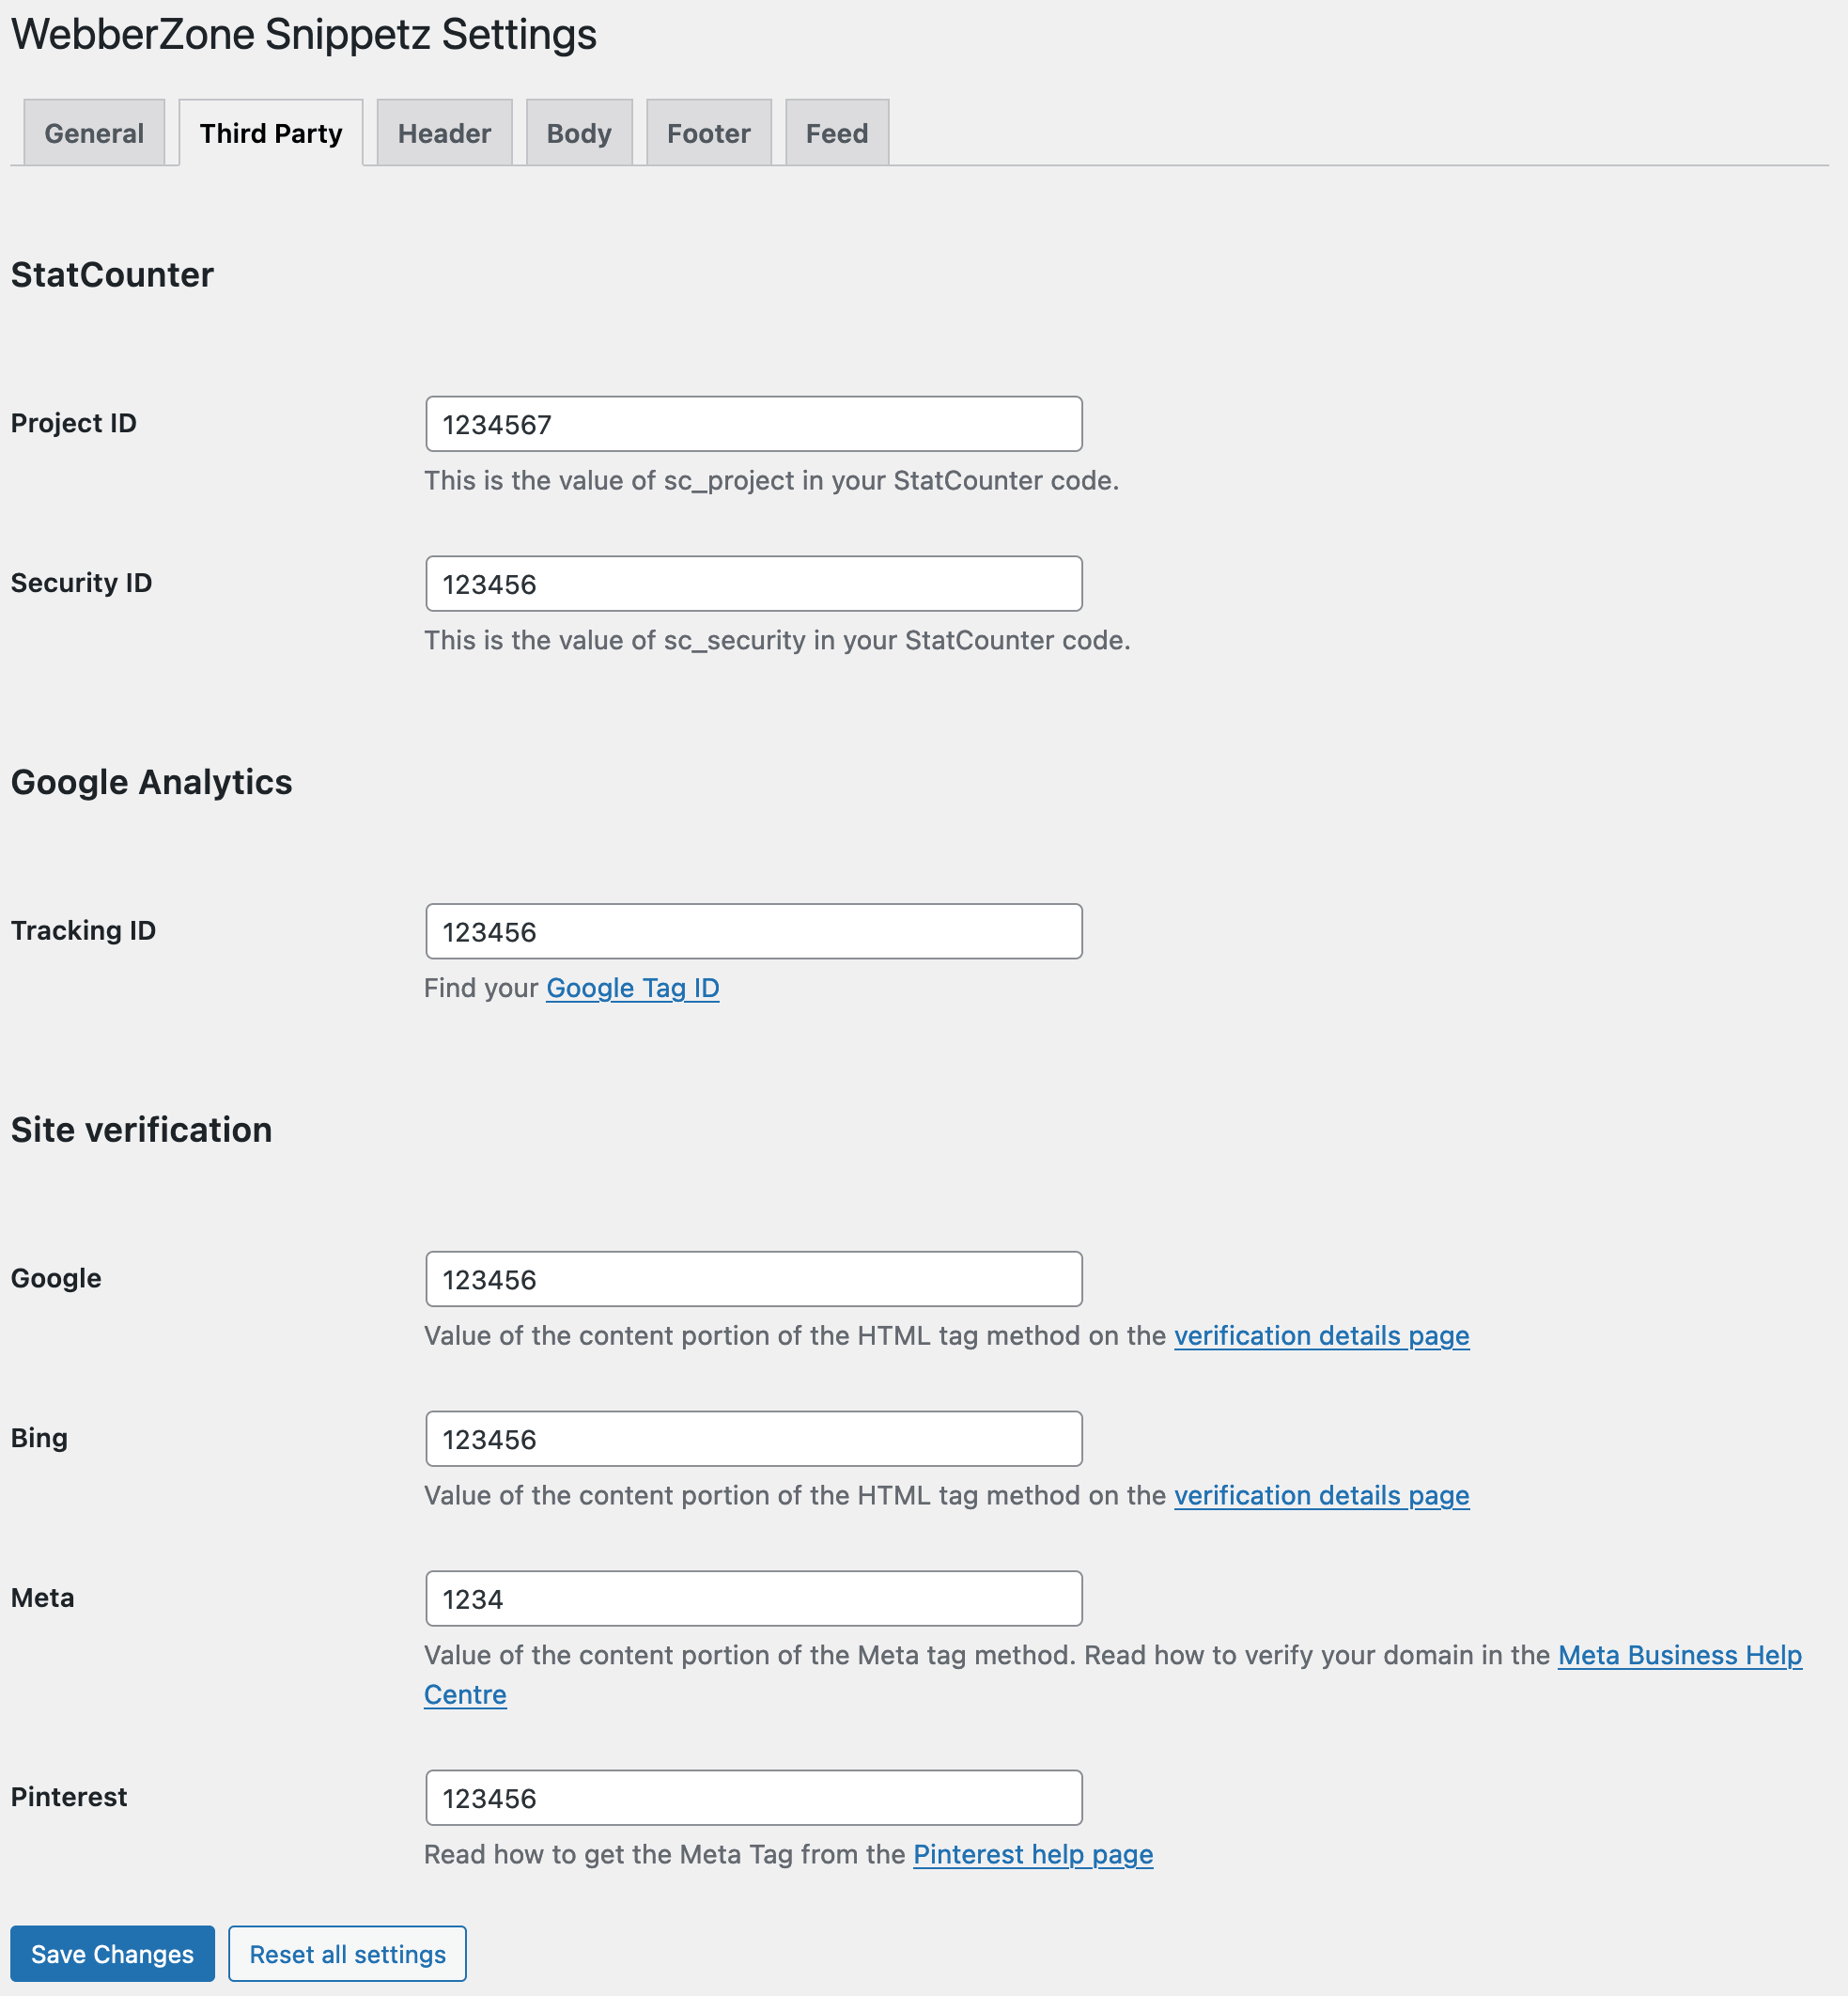 WebberZone Snippetz Settings
General Third Party Header Body Footer Feed
StatCounter
Project ID 1234567
This is the value of sc_project in your StatCounter code.
Security ID 123456
This is the value of sc_security in your StatCounter code.
Google Analytics
Tracking ID 123456
Find your Google Tag ID
Site verification
Google 123456
Value of the content portion of the HTML tag method on the verification details page
Bing 123456
Value of the content portion of the HTML tag method on the verification details page
Meta 1234
Value of the content portion of the Meta tag method. Read how to verify your domain in the Meta Business Help
Centre
Pinterest 123456
Read how to get the Meta Tag from the Pinterest help page
Save Changes Reset all settings